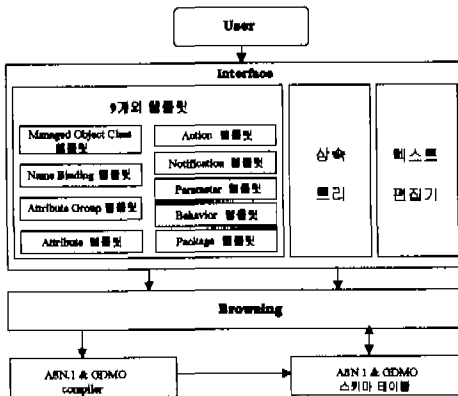 User
Interface
9개의 템플릿
Managed Object Class
템플릿
Name Binding 템플릿
Attribute Group 템플릿
Attribute 템플릿
Action 템플릿
Notification 템플릿
Parameter 템플릿
Behavior 템플릿
Package 템플릿
상속
트리
텍스트
편집기
Browsing
ASN.1 & GDMO
compiler
ASN.1 & GDMO
스키마 테이블